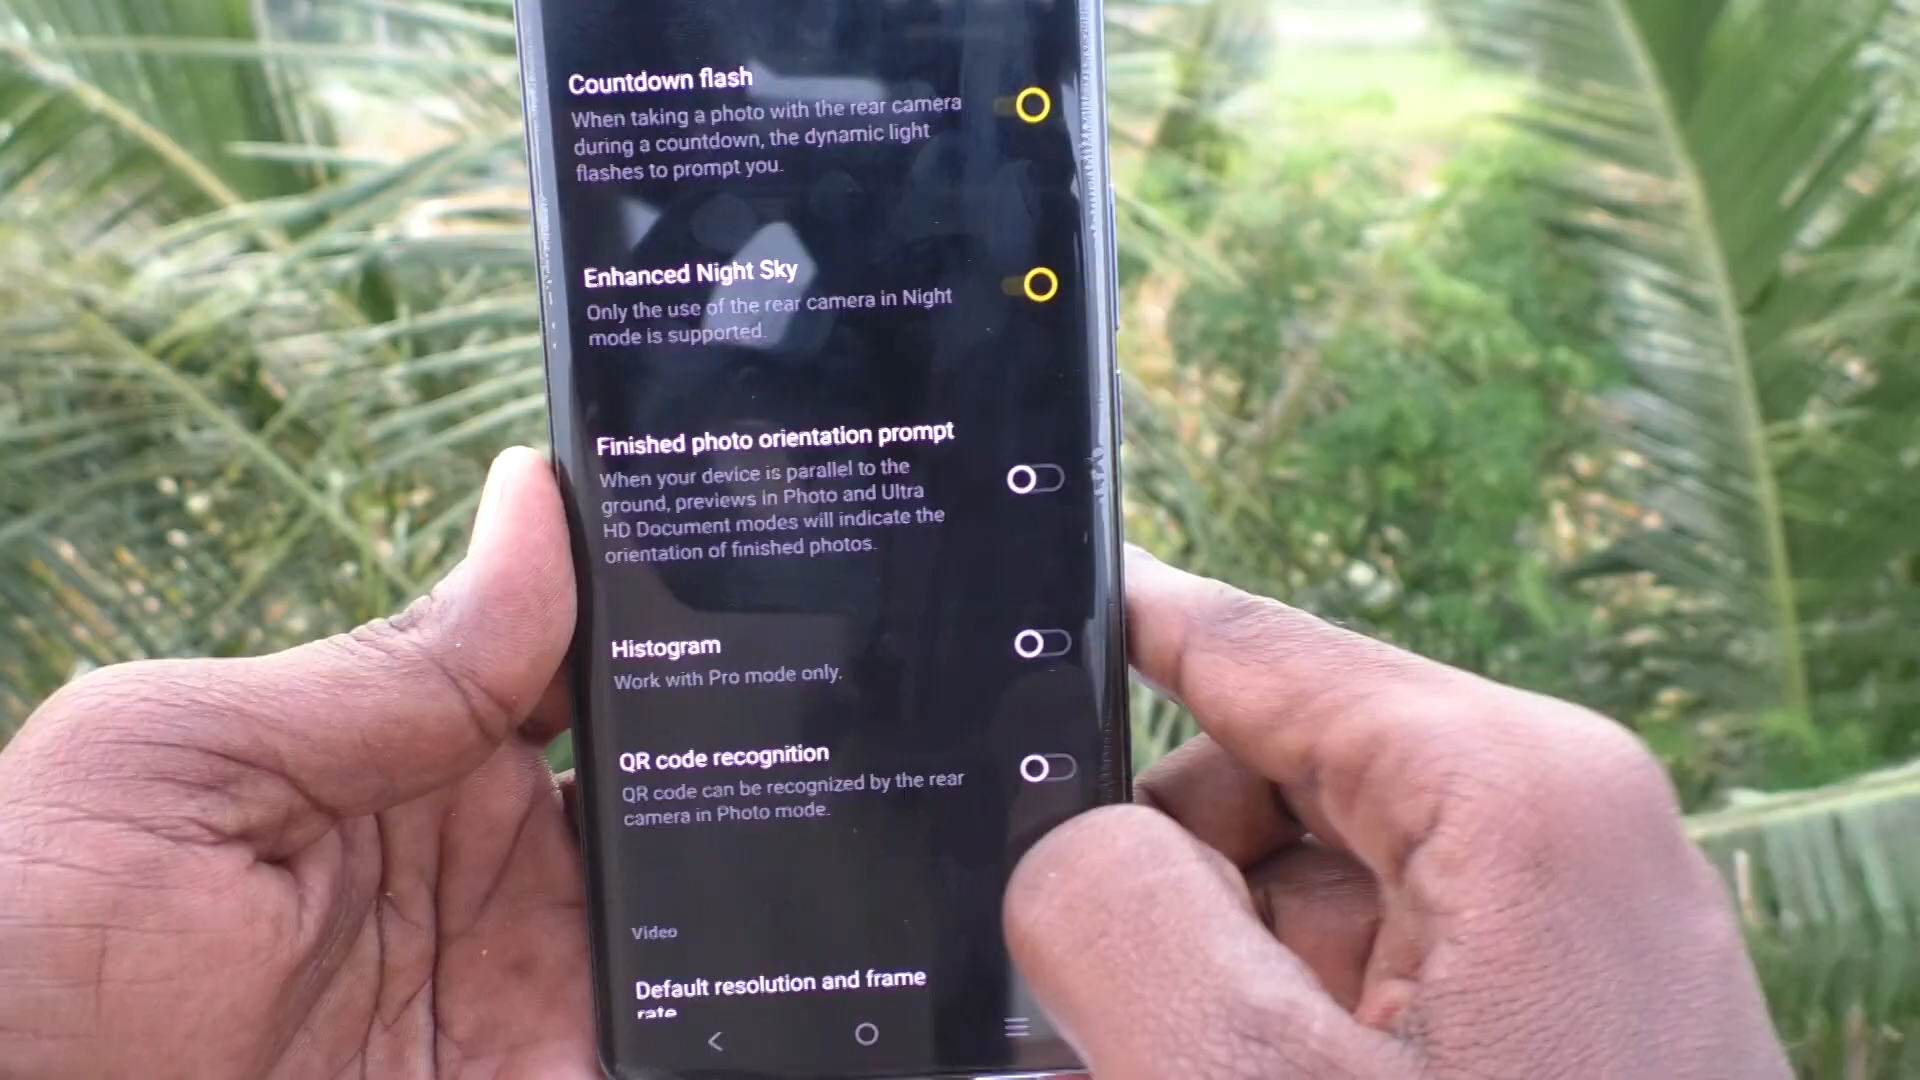 Countdown flash
When taking a photo with the rear camera
during a countdown, the dynamic light
flashes to prompt you.
Enhanced Night Sky
Only the use of the rear camera in Night
mode is supported.
Finished photo orientation prompt
When your device is parallel to the
ground, previews in Photo and Ultra
HD Document modes will indicate the
orientation of finished photos.
Histogram
Work with Pro mode only.
QR code recognition
QR code can be recognized by the rear
camera in Photo mode.
Video
Default resolution and frame
rate